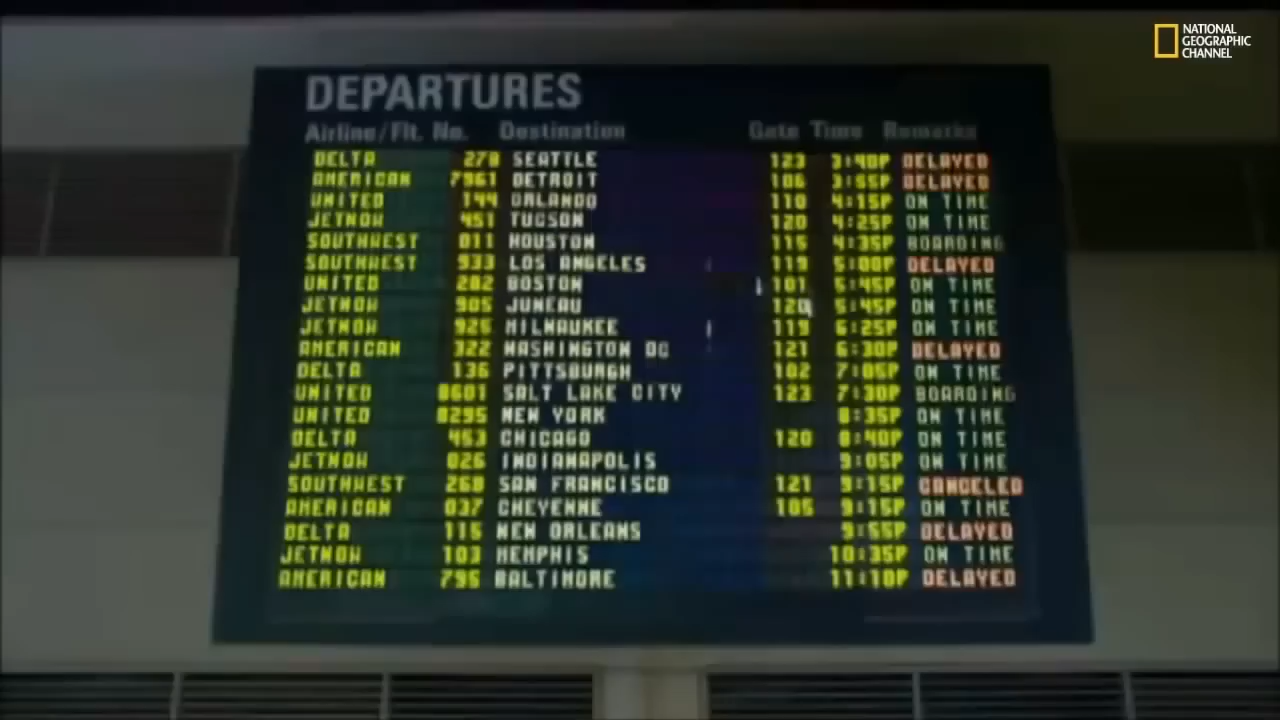 NATIONAL
GEOGRAPHIC
CHANNEL
DEPARTURES
Airline/Flt. No. Destination Gate Time Remarks
DELTA 278 SEATTLE 123 3:40P DELAYED
AMERICAN 7961 DETROIT 106 3:55P DELAYED
UNITED 144 ORLANDO 110 4:15P ON TIME
JETNOW 451 TUCSON 120 4:25P ON TIME
SOUTHWEST 011 HOUSTON 115 4:35P BOARDING
SOUTHWEST 933 LOS ANGELES 119 5:00P DELAYED
UNITED 282 BOSTON 101 5:45P ON TIME
JETNOW 905 JUNEAU 120 5:45P ON TIME
JETNOW 926 MILWAUKEE 119 6:25P ON TIME
AMERICAN 322 WASHINGTON DC 121 6:30P DELAYED
DELTA 136 PITTSBURGH 102 7:05P ON TIME
UNITED 8601 SALT LAKE CITY 123 7:30P BOARDING
UNITED 8295 NEW YORK 8:35P ON TIME
DELTA 453 CHICAGO 120 8:40P ON TIME
JETNOW 026 INDIANAPOLIS 9:05P ON TIME
SOUTHWEST 268 SAN FRANCISCO 121 9:15P CANCELED
AMERICAN 037 CHEYENNE 105 9:15P ON TIME
DELTA 115 NEW ORLEANS 9:55P DELAYED
JETNOW 103 MEMPHIS 10:35P ON TIME
AMERICAN 795 BALTIMORE 11:10P DELAYED